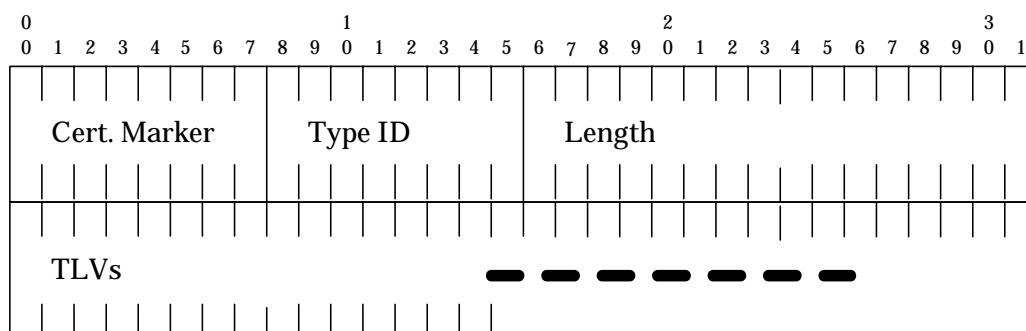 0 1 2 3
0 1 2 3 4 5 6 7 8 9 0 1 2 3 4 5 6 7 8 9 0 1 2 3 4 5 6 7 8 9 0 1
Cert. Marker Type ID Length
TLVs